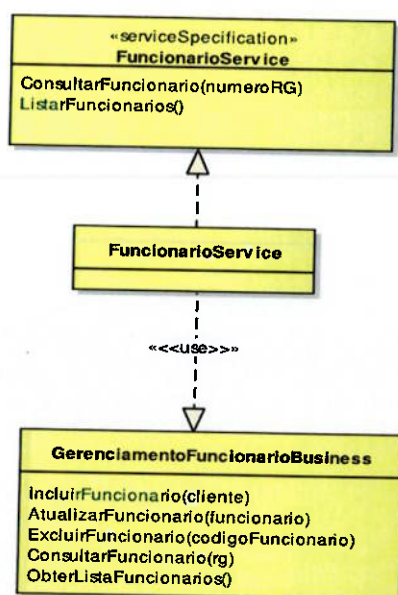 «serviceSpecification»
FuncionarioService
ConsultarFuncionario(numeroRG)
ListarFuncionarios()
FuncionarioService
«<<use>>»
GerenciamentoFuncionarioBusiness
IncluirFuncionario(cliente)
AtualizarFuncionario(funcionario)
ExcluirFuncionario(codigoFuncionario)
ConsultarFuncionario(rg)
ObterListaFuncionarios()